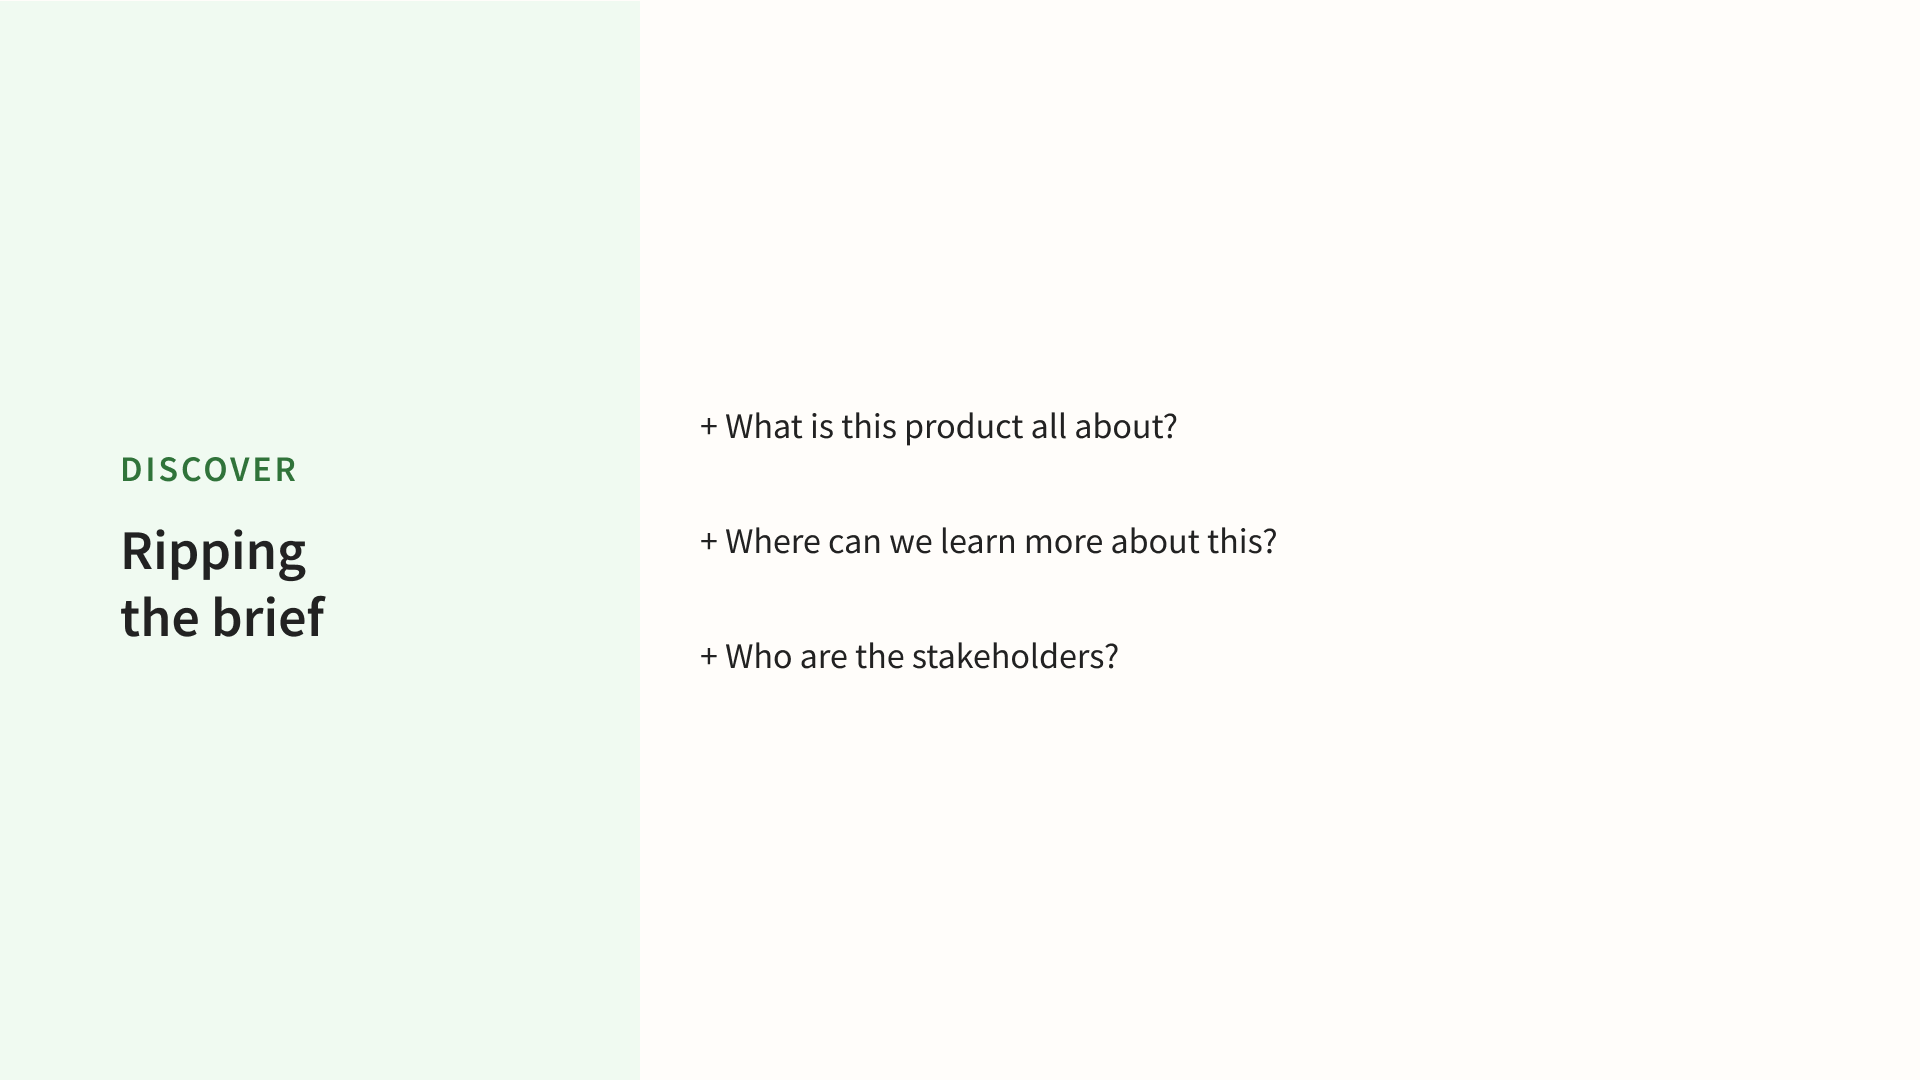 DISCOVER
Ripping
the brief
+ What is this product all about?
+ Where can we learn more about this?
+ Who are the stakeholders?